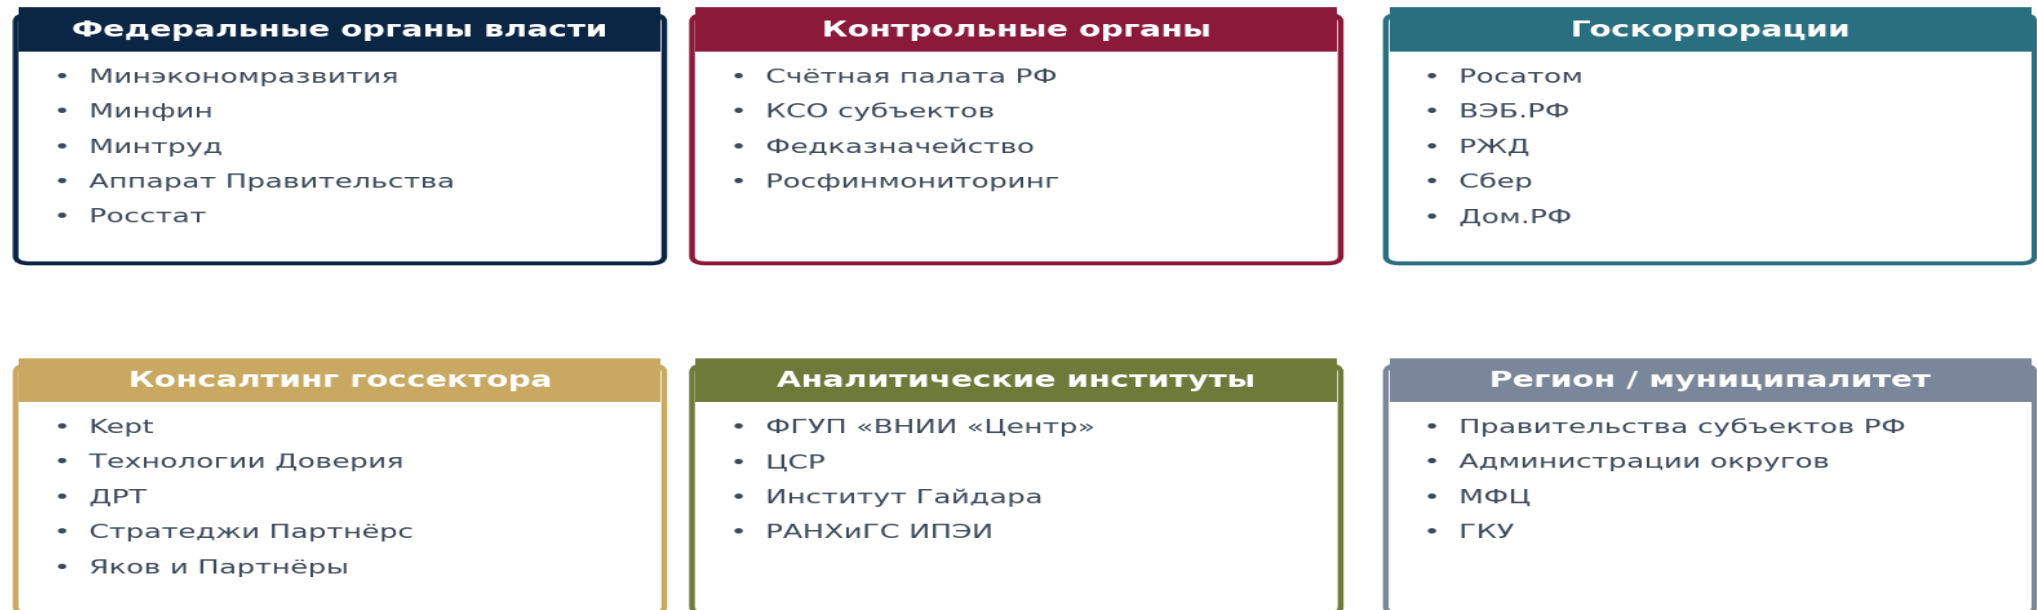 Федеральные органы власти
• Минэкономразвития
• Минфин
• Минтруд
• Аппарат Правительства
• Росстат
Контрольные органы
• Счётная палата РФ
• КСО субъектов
• Федказначейство
• Росфинмониторинг
Госкорпорации
• Росатом
• ВЭБ.РФ
• РЖД
• Сбер
• Дом.РФ
Консалтинг госсектора
• Kept
• Технологии Доверия
• ДРТ
• Стратеджи Партнёрс
• Яков и Партнёры
Аналитические институты
• ФГУП «ВНИИ «Центр»
• ЦСР
• Институт Гайдара
• РАНХиГС ИПЭИ
Регион / муниципалитет
• Правительства субъектов РФ
• Администрации округов
• МФЦ
• ГКУ